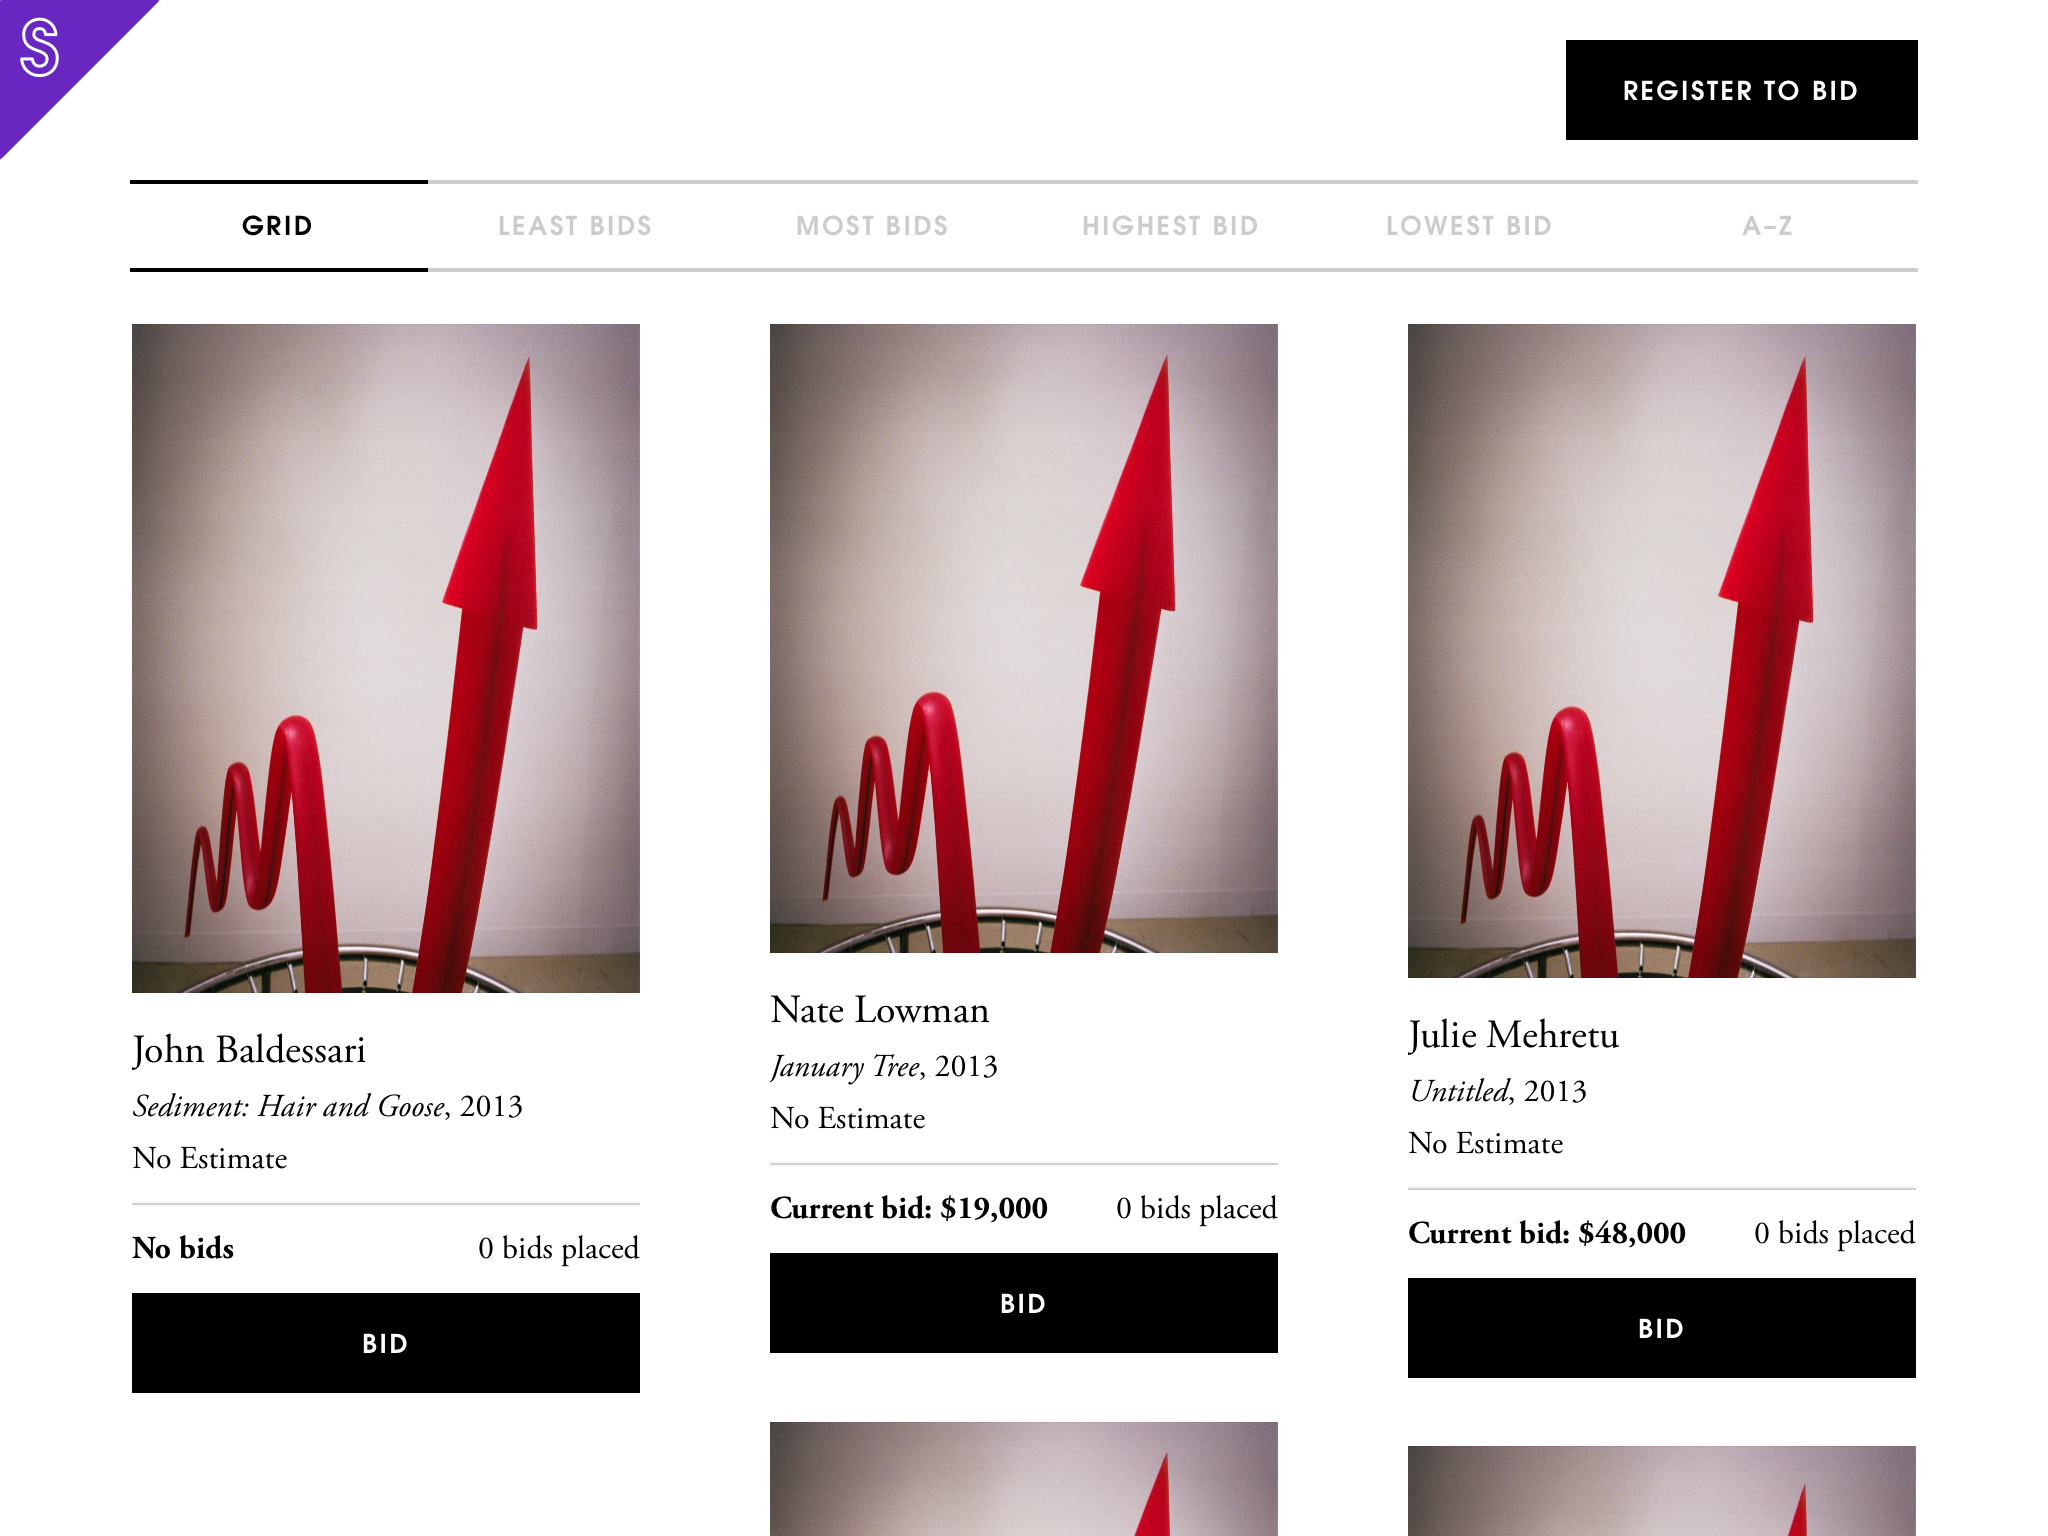 S
REGISTER TO BID
GRID
LEAST BIDS
MOST BIDS
HIGHEST BID
LOWEST BID
A–Z
John Baldessari
Sediment: Hair and Goose, 2013
No Estimate
No bids
0 bids placed
BID
Nate Lowman
January Tree, 2013
No Estimate
Current bid: $19,000
0 bids placed
BID
Julie Mehretu
Untitled, 2013
No Estimate
Current bid: $48,000
0 bids placed
BID